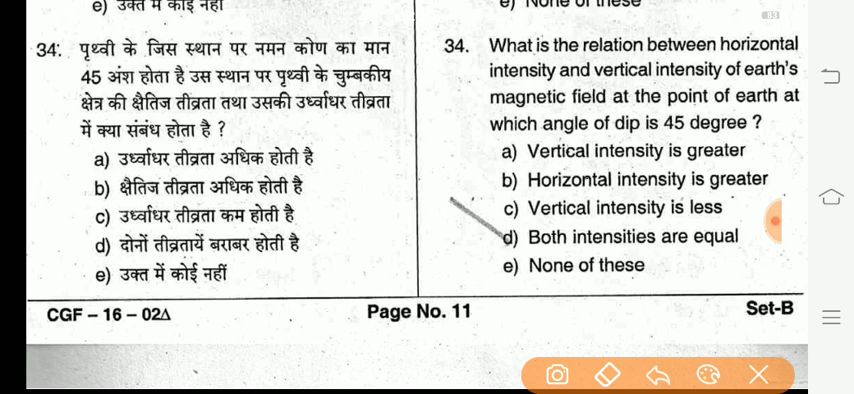 e) उक्त में कोई नहीं
e) None of these
83
34. पृथ्वी के जिस स्थान पर नमन कोण का मान
45 अंश होता है उस स्थान पर पृथ्वी के चुम्बकीय
क्षेत्र की क्षैतिज तीव्रता तथा उसकी उर्ध्वाधर तीव्रता
में क्या संबंध होता है ?
a) उर्ध्वाधर तीव्रता अधिक होती है
b) क्षैतिज तीव्रता अधिक होती है
c) उर्ध्वाधर तीव्रता कम होती है
d) दोनों तीव्रतायें बराबर होती है
e) उक्त में कोई नहीं
34. What is the relation between horizontal
intensity and vertical intensity of earth's
magnetic field at the point of earth at
which angle of dip is 45 degree ?
a) Vertical intensity is greater
b) Horizontal intensity is greater
c) Vertical intensity is less
d) Both intensities are equal
e) None of these
CGF – 16 – 02Δ Page No. 11 Set-B